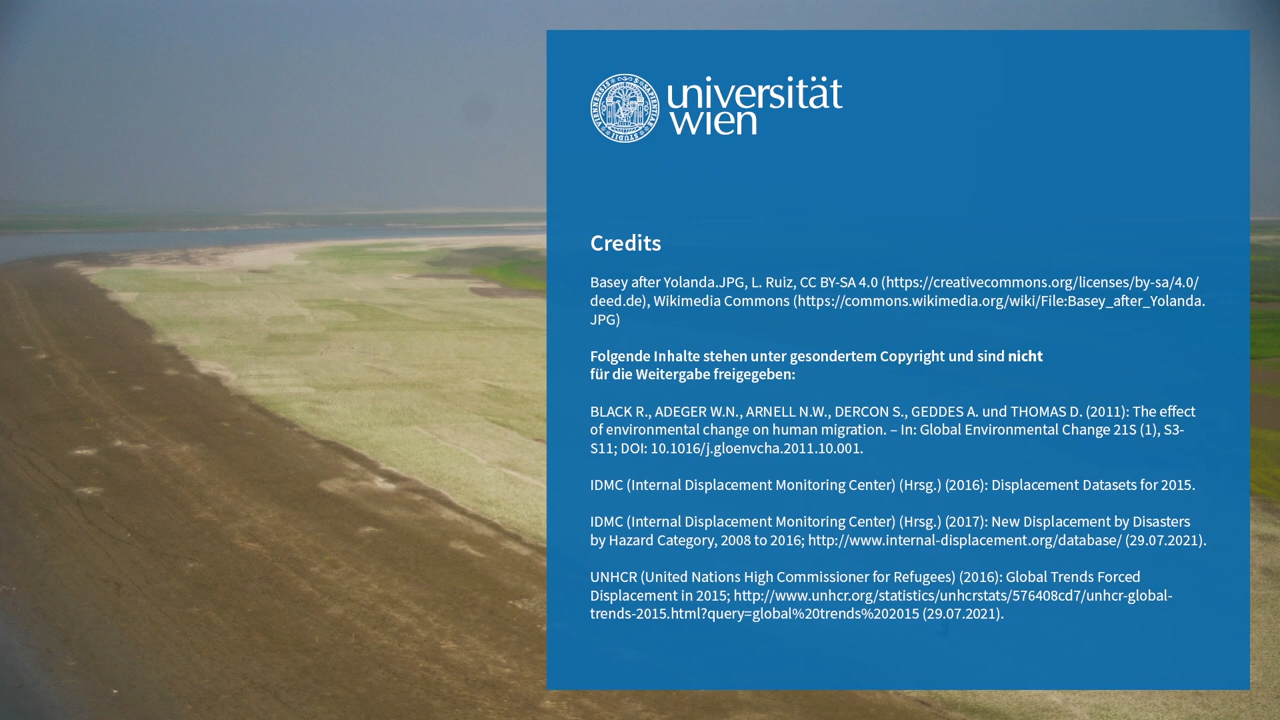 universität
wien
Credits
Basey after Yolanda.JPG, L. Ruiz, CC BY-SA 4.0 (https://creativecommons.org/licenses/by-sa/4.0/
deed.de), Wikimedia Commons (https://commons.wikimedia.org/wiki/File:Basey_after_Yolanda.
JPG)
Folgende Inhalte stehen unter gesondertem Copyright und sind nicht
für die Weitergabe freigegeben:
BLACK R., ADEGER W.N., ARNELL N.W., DERCON S., GEDDES A. und THOMAS D. (2011): The effect
of environmental change on human migration. – In: Global Environmental Change 21S (1), S3-
S11; DOI: 10.1016/j.gloenvcha.2011.10.001.
IDMC (Internal Displacement Monitoring Center) (Hrsg.) (2016): Displacement Datasets for 2015.
IDMC (Internal Displacement Monitoring Center) (Hrsg.) (2017): New Displacement by Disasters
by Hazard Category, 2008 to 2016; http://www.internal-displacement.org/database/ (29.07.2021).
UNHCR (United Nations High Commissioner for Refugees) (2016): Global Trends Forced
Displacement in 2015; http://www.unhcr.org/statistics/unhcrstats/576408cd7/unhcr-global-
trends-2015.html?query=global%20trends%202015 (29.07.2021).